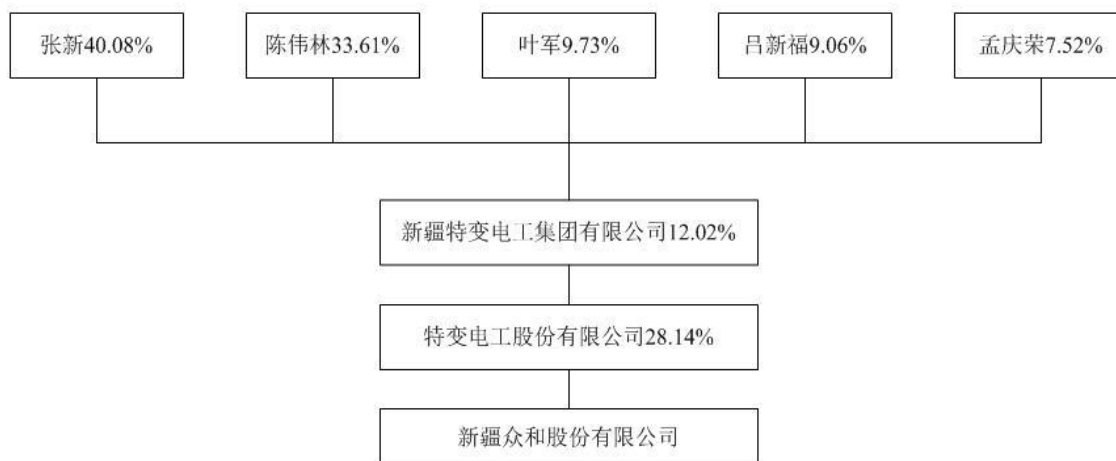 张新40.08%
陈伟林33.61%
叶军9.73%
吕新福9.06%
孟庆荣7.52%
新疆特变电工集团有限公司12.02%
特变电工股份有限公司28.14%
新疆众和股份有限公司